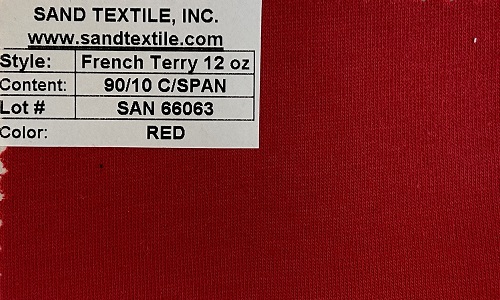 SAND TEXTILE, INC.
www.sandtextile.com
Style: French Terry 12 oz
Content: 90/10 C/SPAN
Lot # SAN 66063
Color: RED